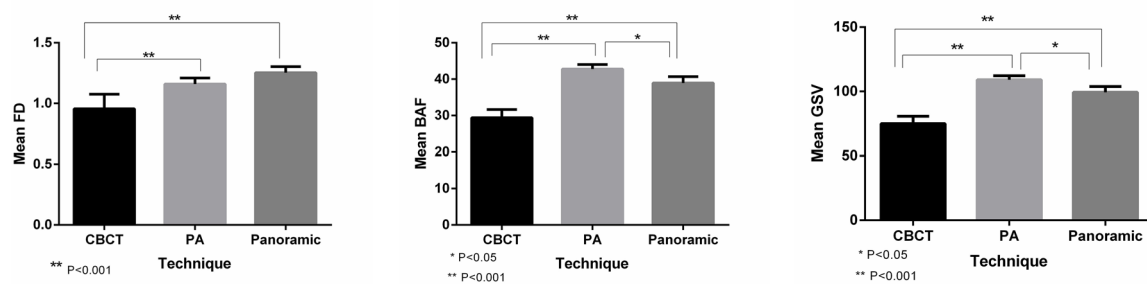 **
**
1.5
1.0
0.5
0.0
Mean FD
CBCT PA Panoramic
Technique
** P<0.001
**
** *
50
40
30
20
10
0
Mean BAF
CBCT PA Panoramic
Technique
* P<0.05
** P<0.001
**
** *
150
100
50
0
Mean GSV
CBCT PA Panoramic
Technique
* P<0.05
** P<0.001